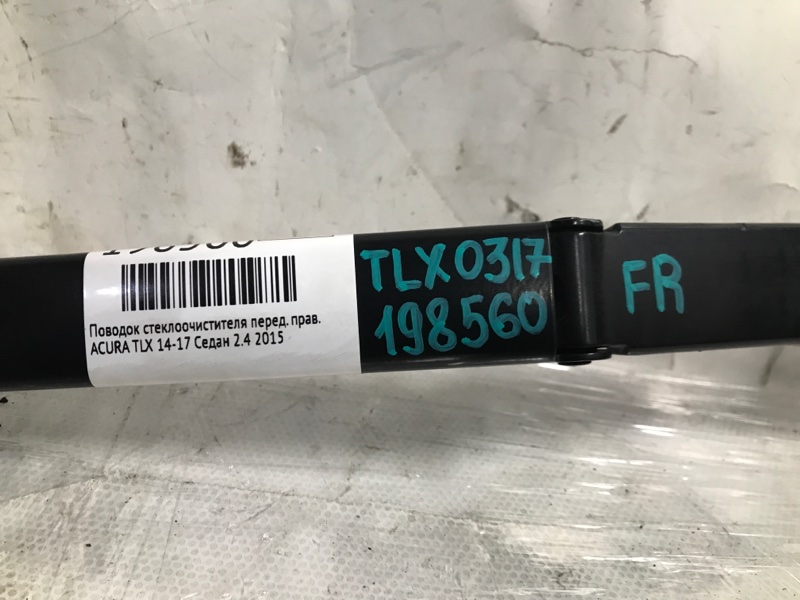 Поводок стеклоочистителя перед. прав.
ACURA TLX 14-17 Седан 2.4 2015
TLX0317
198560
FR